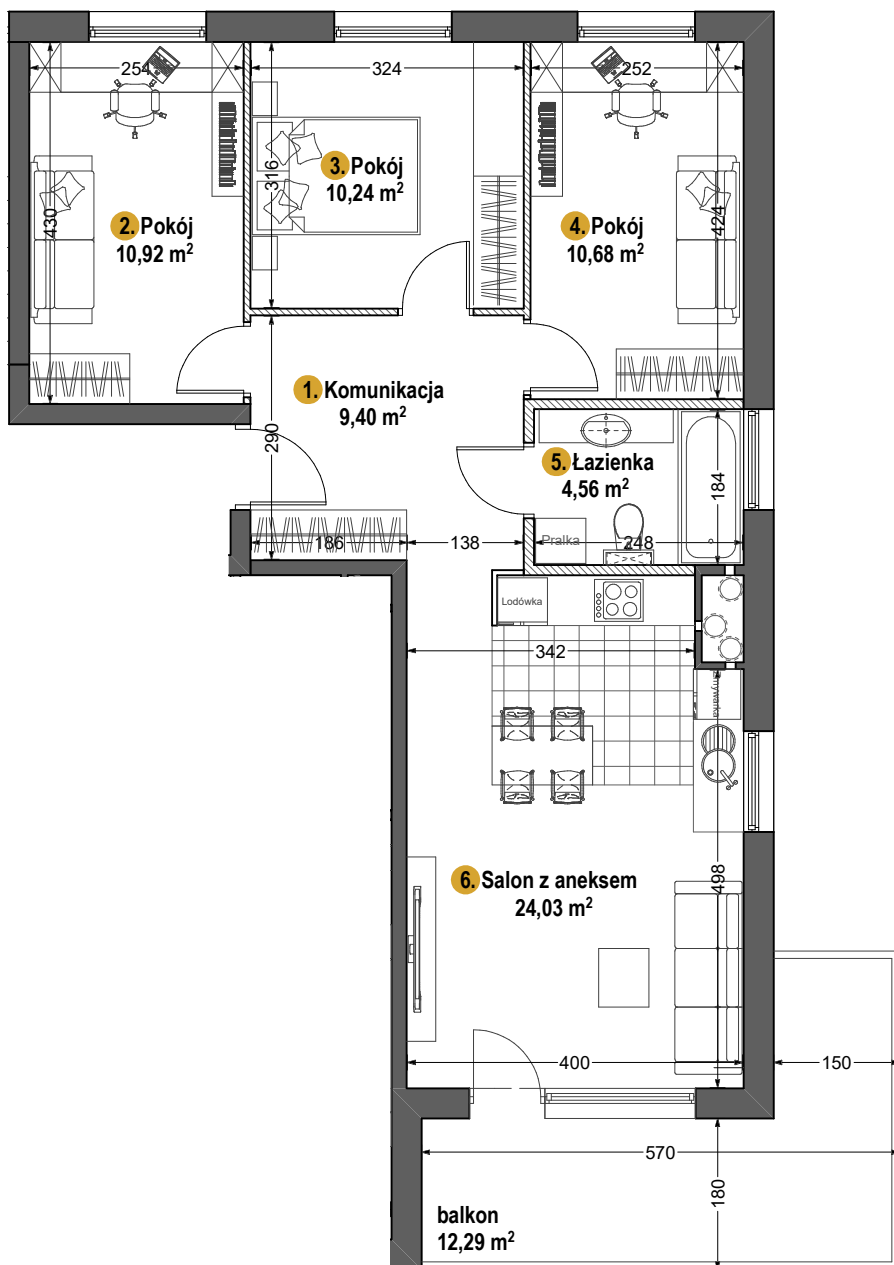 254
324
252
316
430
424
3. Pokój
10,24 m²
2. Pokój
10,92 m²
4. Pokój
10,68 m²
1. Komunikacja
9,40 m²
290
5. Łazienka
4,56 m²
184
186
138
Pralka
248
Lodówka
342
Zmywarka
498
6. Salon z aneksem
24,03 m²
400
150
570
180
balkon
12,29 m²